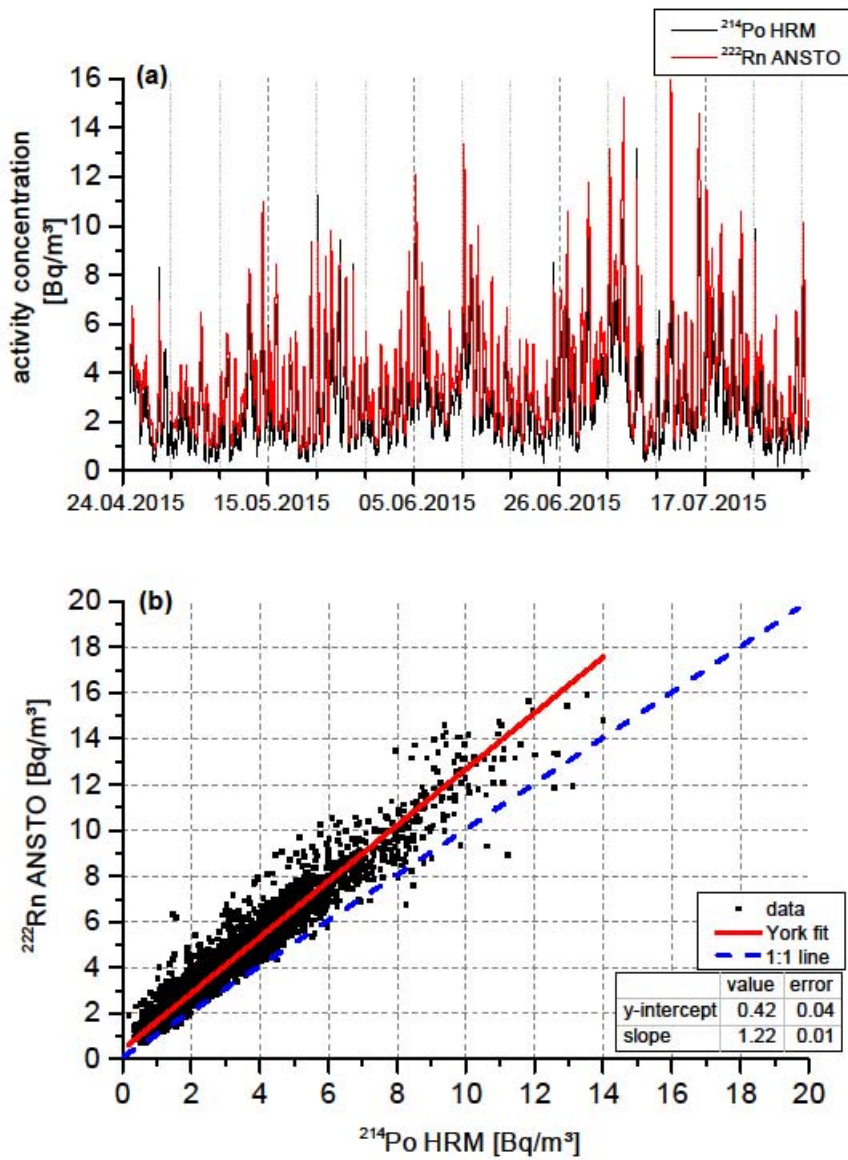 ²¹⁴Po HRM
²²²Rn ANSTO
(a)
16
14
12
10
8
6
4
2
0
activity concentration
[Bq/m³]
24.04.2015 15.05.2015 05.06.2015 26.06.2015 17.07.2015
(b)
20
18
16
14
12
10
8
6
4
2
0
²²²Rn ANSTO [Bq/m³]
data
York fit
1:1 line
value error
y-intercept 0.42 0.04
slope 1.22 0.01
0 2 4 6 8 10 12 14 16 18 20
²¹⁴Po HRM [Bq/m³]